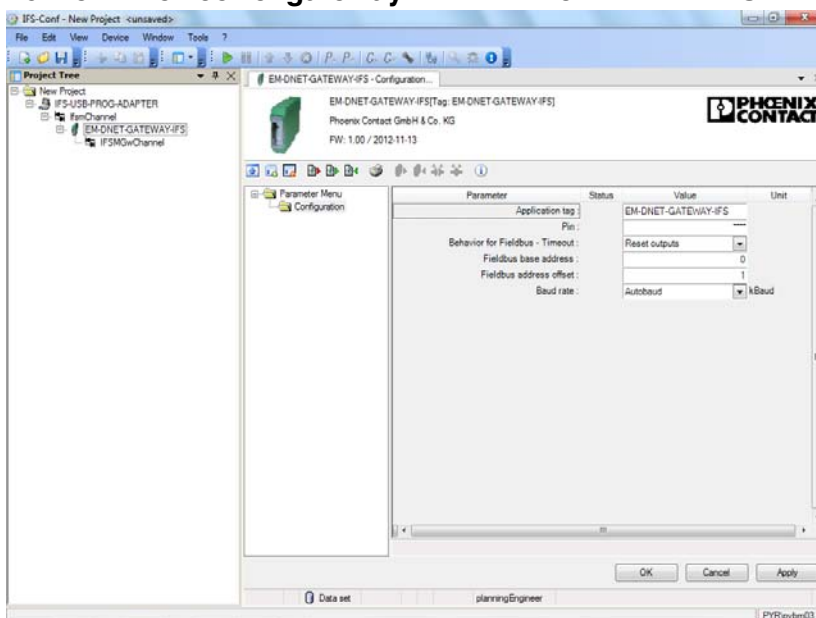 IFS-Conf - New Project <unsaved>
File Edit View Device Window Tools ?
Project Tree
New Project
IFS-USB-PROG-ADAPTER
IfsmChannel
EM-DNET-GATEWAY-IFS
IFSMGwChannel
EM-DNET-GATEWAY-IFS - Configuration...
EM-DNET-GATEWAY-IFS[Tag: EM-DNET-GATEWAY-IFS]
Phoenix Contact GmbH & Co. KG
FW: 1.00 / 2012-11-13
PHŒNIX
CONTACT
Parameter Menu
Configuration
Parameter Status Value Unit
Application tag : EM-DNET-GATEWAY-IFS
Pin : ****
Behavior for Fieldbus - Timeout : Reset outputs
Fieldbus base address : 0
Fieldbus address offset : 1
Baud rate : Autobaud kBaud
OK Cancel Apply
Data set planningEngineer